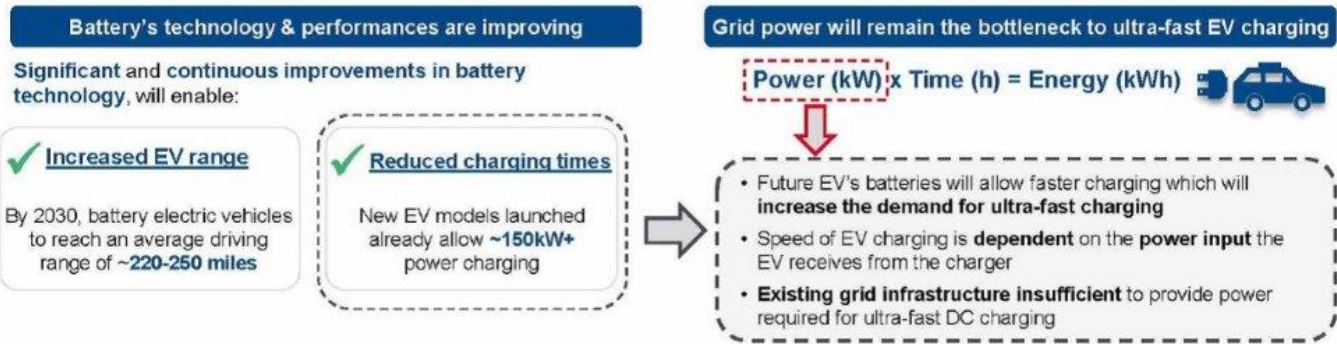 Battery's technology & performances are improving
Significant and continuous improvements in battery
technology, will enable:
Increased EV range
By 2030, battery electric vehicles
to reach an average driving
range of ~220-250 miles
Reduced charging times
New EV models launched
already allow ~150kW+
power charging
Grid power will remain the bottleneck to ultra-fast EV charging
Power (kW) x Time (h) = Energy (kWh)
• Future EV's batteries will allow faster charging which will
increase the demand for ultra-fast charging
• Speed of EV charging is dependent on the power input the
EV receives from the charger
• Existing grid infrastructure insufficient to provide power
required for ultra-fast DC charging